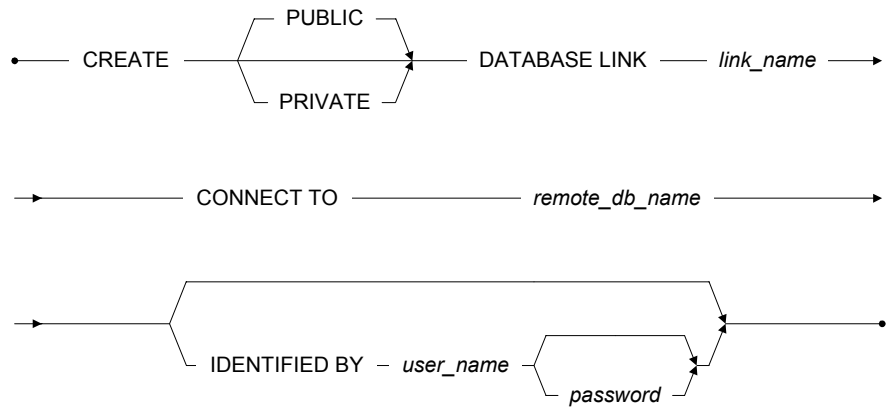 PUBLIC
CREATE DATABASE LINK link_name
PRIVATE
CONNECT TO remote_db_name
IDENTIFIED BY user_name
password